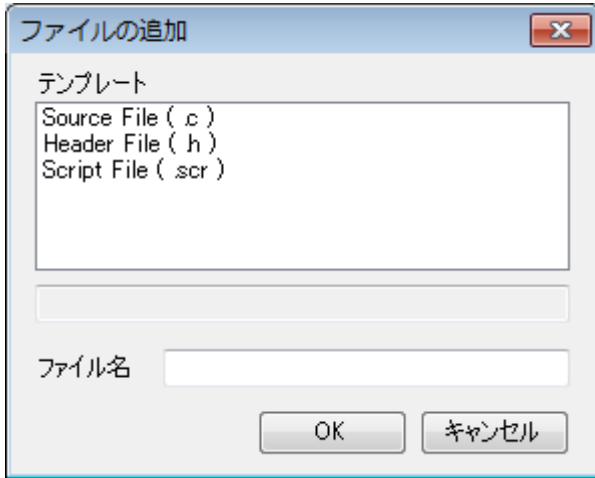 ファイルの追加
テンプレート
Source File ( .c )
Header File ( .h )
Script File ( .scr )
ファイル名
OK
キャンセル